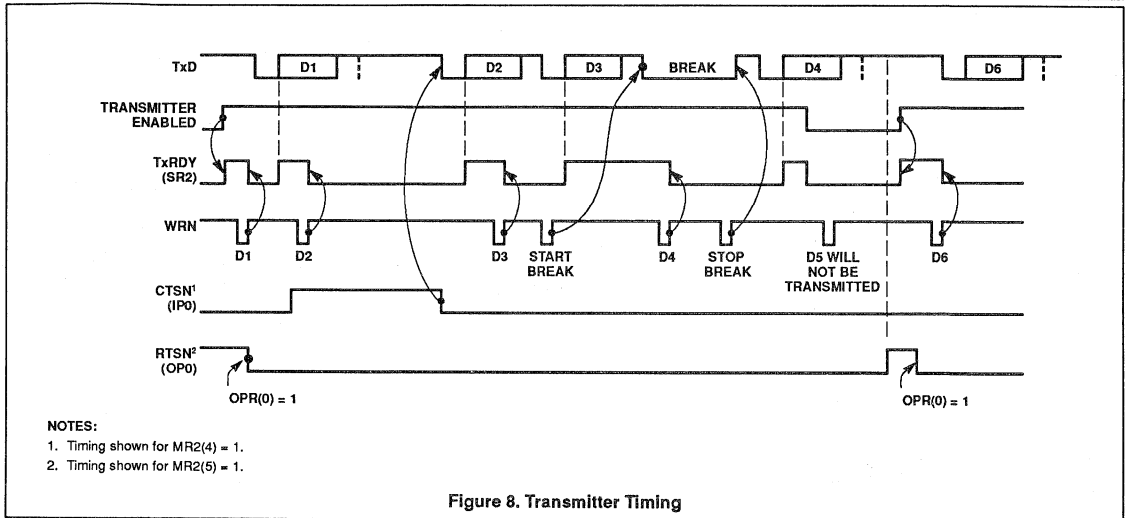 TxD
D1
D2
D3
BREAK
D4
D6
TRANSMITTER
ENABLED
TxRDY
(SR2)
WRN
D1
D2
D3
START
BREAK
D4
STOP
BREAK
D5 WILL
NOT BE
TRANSMITTED
D6
CTSN¹
(IP0)
RTSN²
(OP0)
OPR(0) = 1
OPR(0) = 1
NOTES:
1. Timing shown for MR2(4) = 1.
2. Timing shown for MR2(5) = 1.
Figure 8. Transmitter Timing